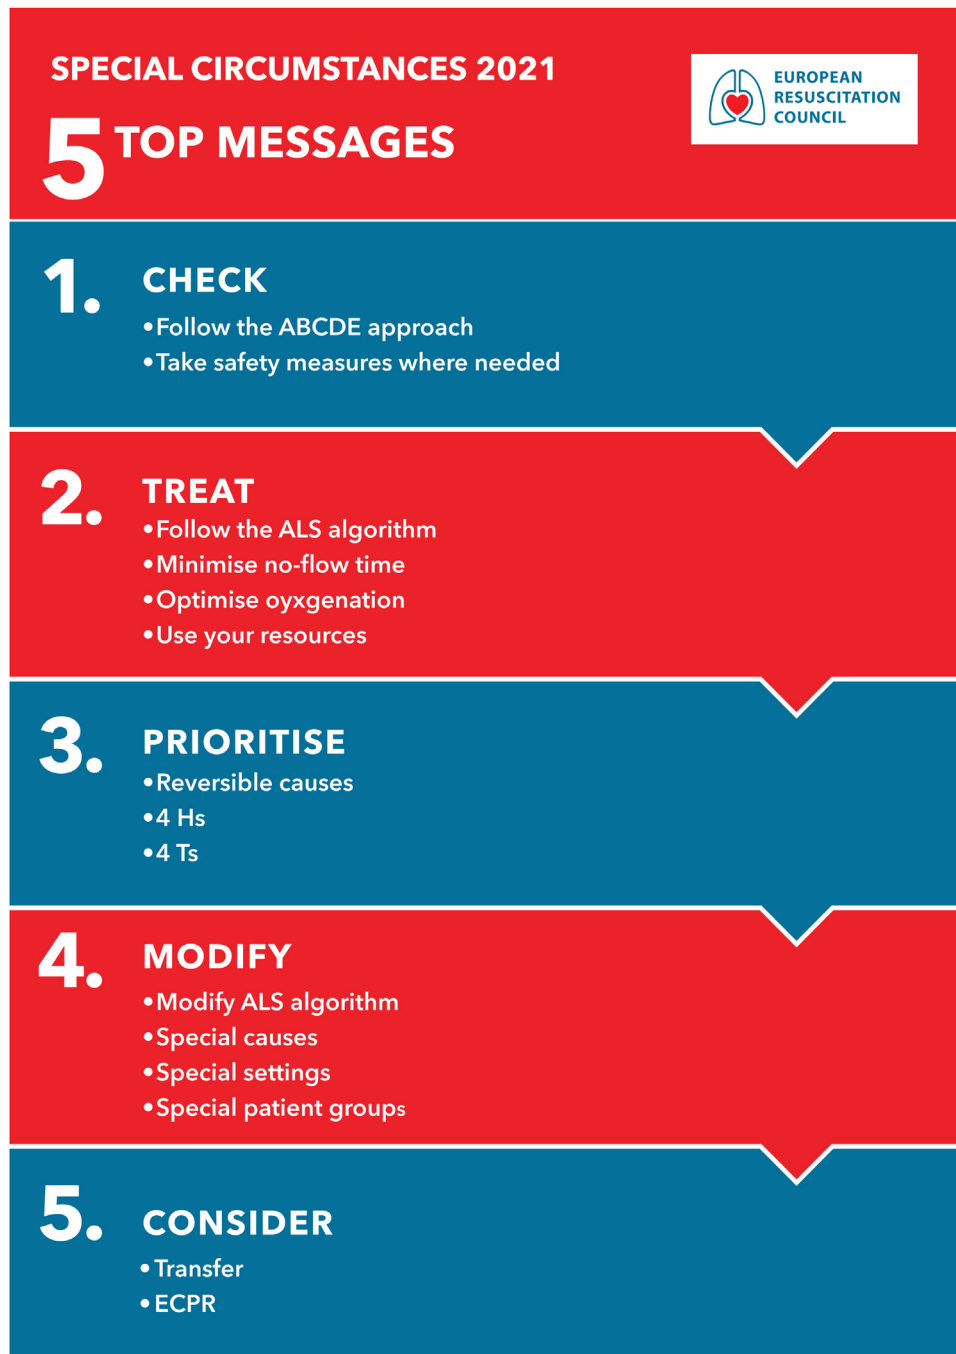 SPECIAL CIRCUMSTANCES 2021
5 TOP MESSAGES
EUROPEAN
RESUSCITATION
COUNCIL
1. CHECK
•Follow the ABCDE approach
•Take safety measures where needed
2. TREAT
•Follow the ALS algorithm
•Minimise no-flow time
•Optimise oyxgenation
•Use your resources
3. PRIORITISE
•Reversible causes
•4 Hs
•4 Ts
4. MODIFY
•Modify ALS algorithm
•Special causes
•Special settings
•Special patient groups
5. CONSIDER
•Transfer
•ECPR